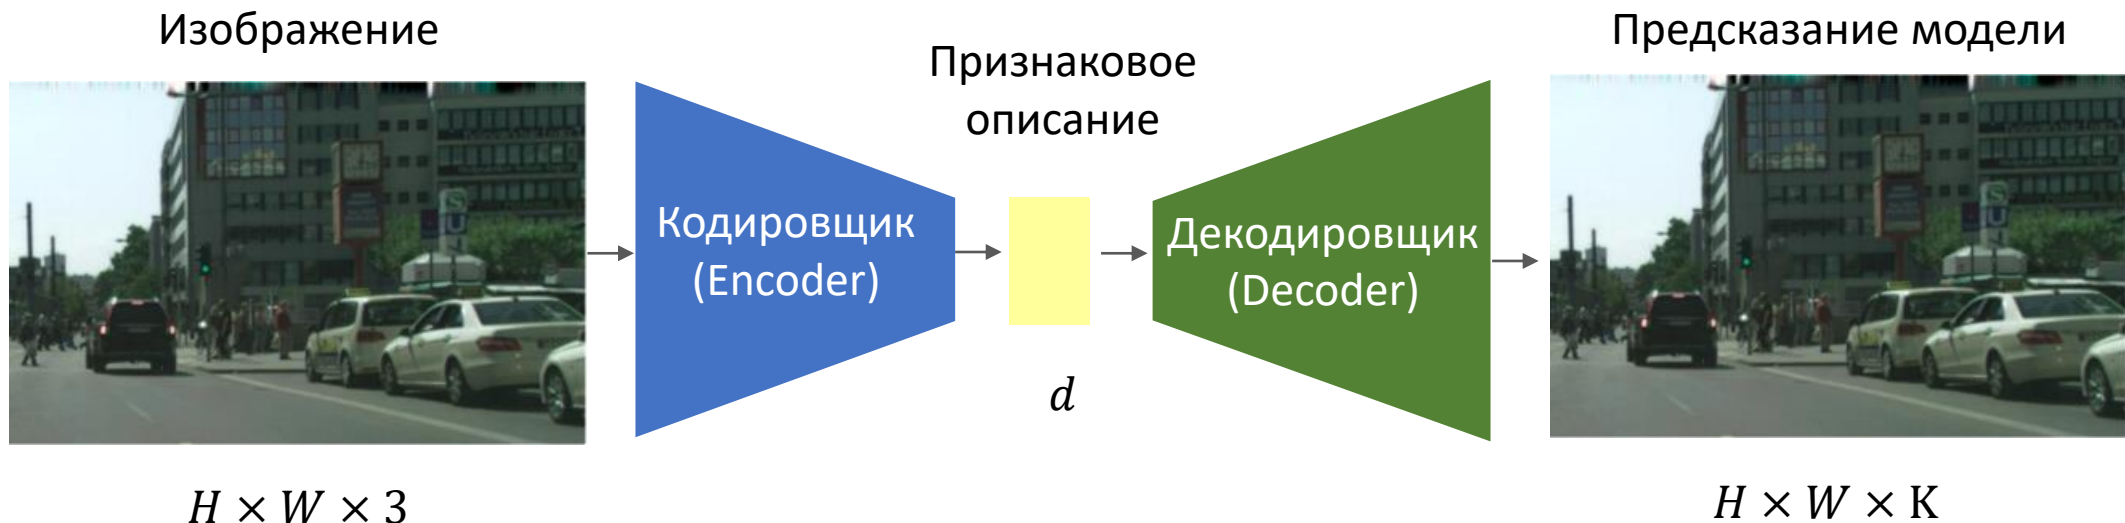 Изображение
Признаковое
описание
Предсказание модели
Кодировщик
(Encoder)
Декодировщик
(Decoder)
S
U
S
U
d
H × W × 3
H × W × K